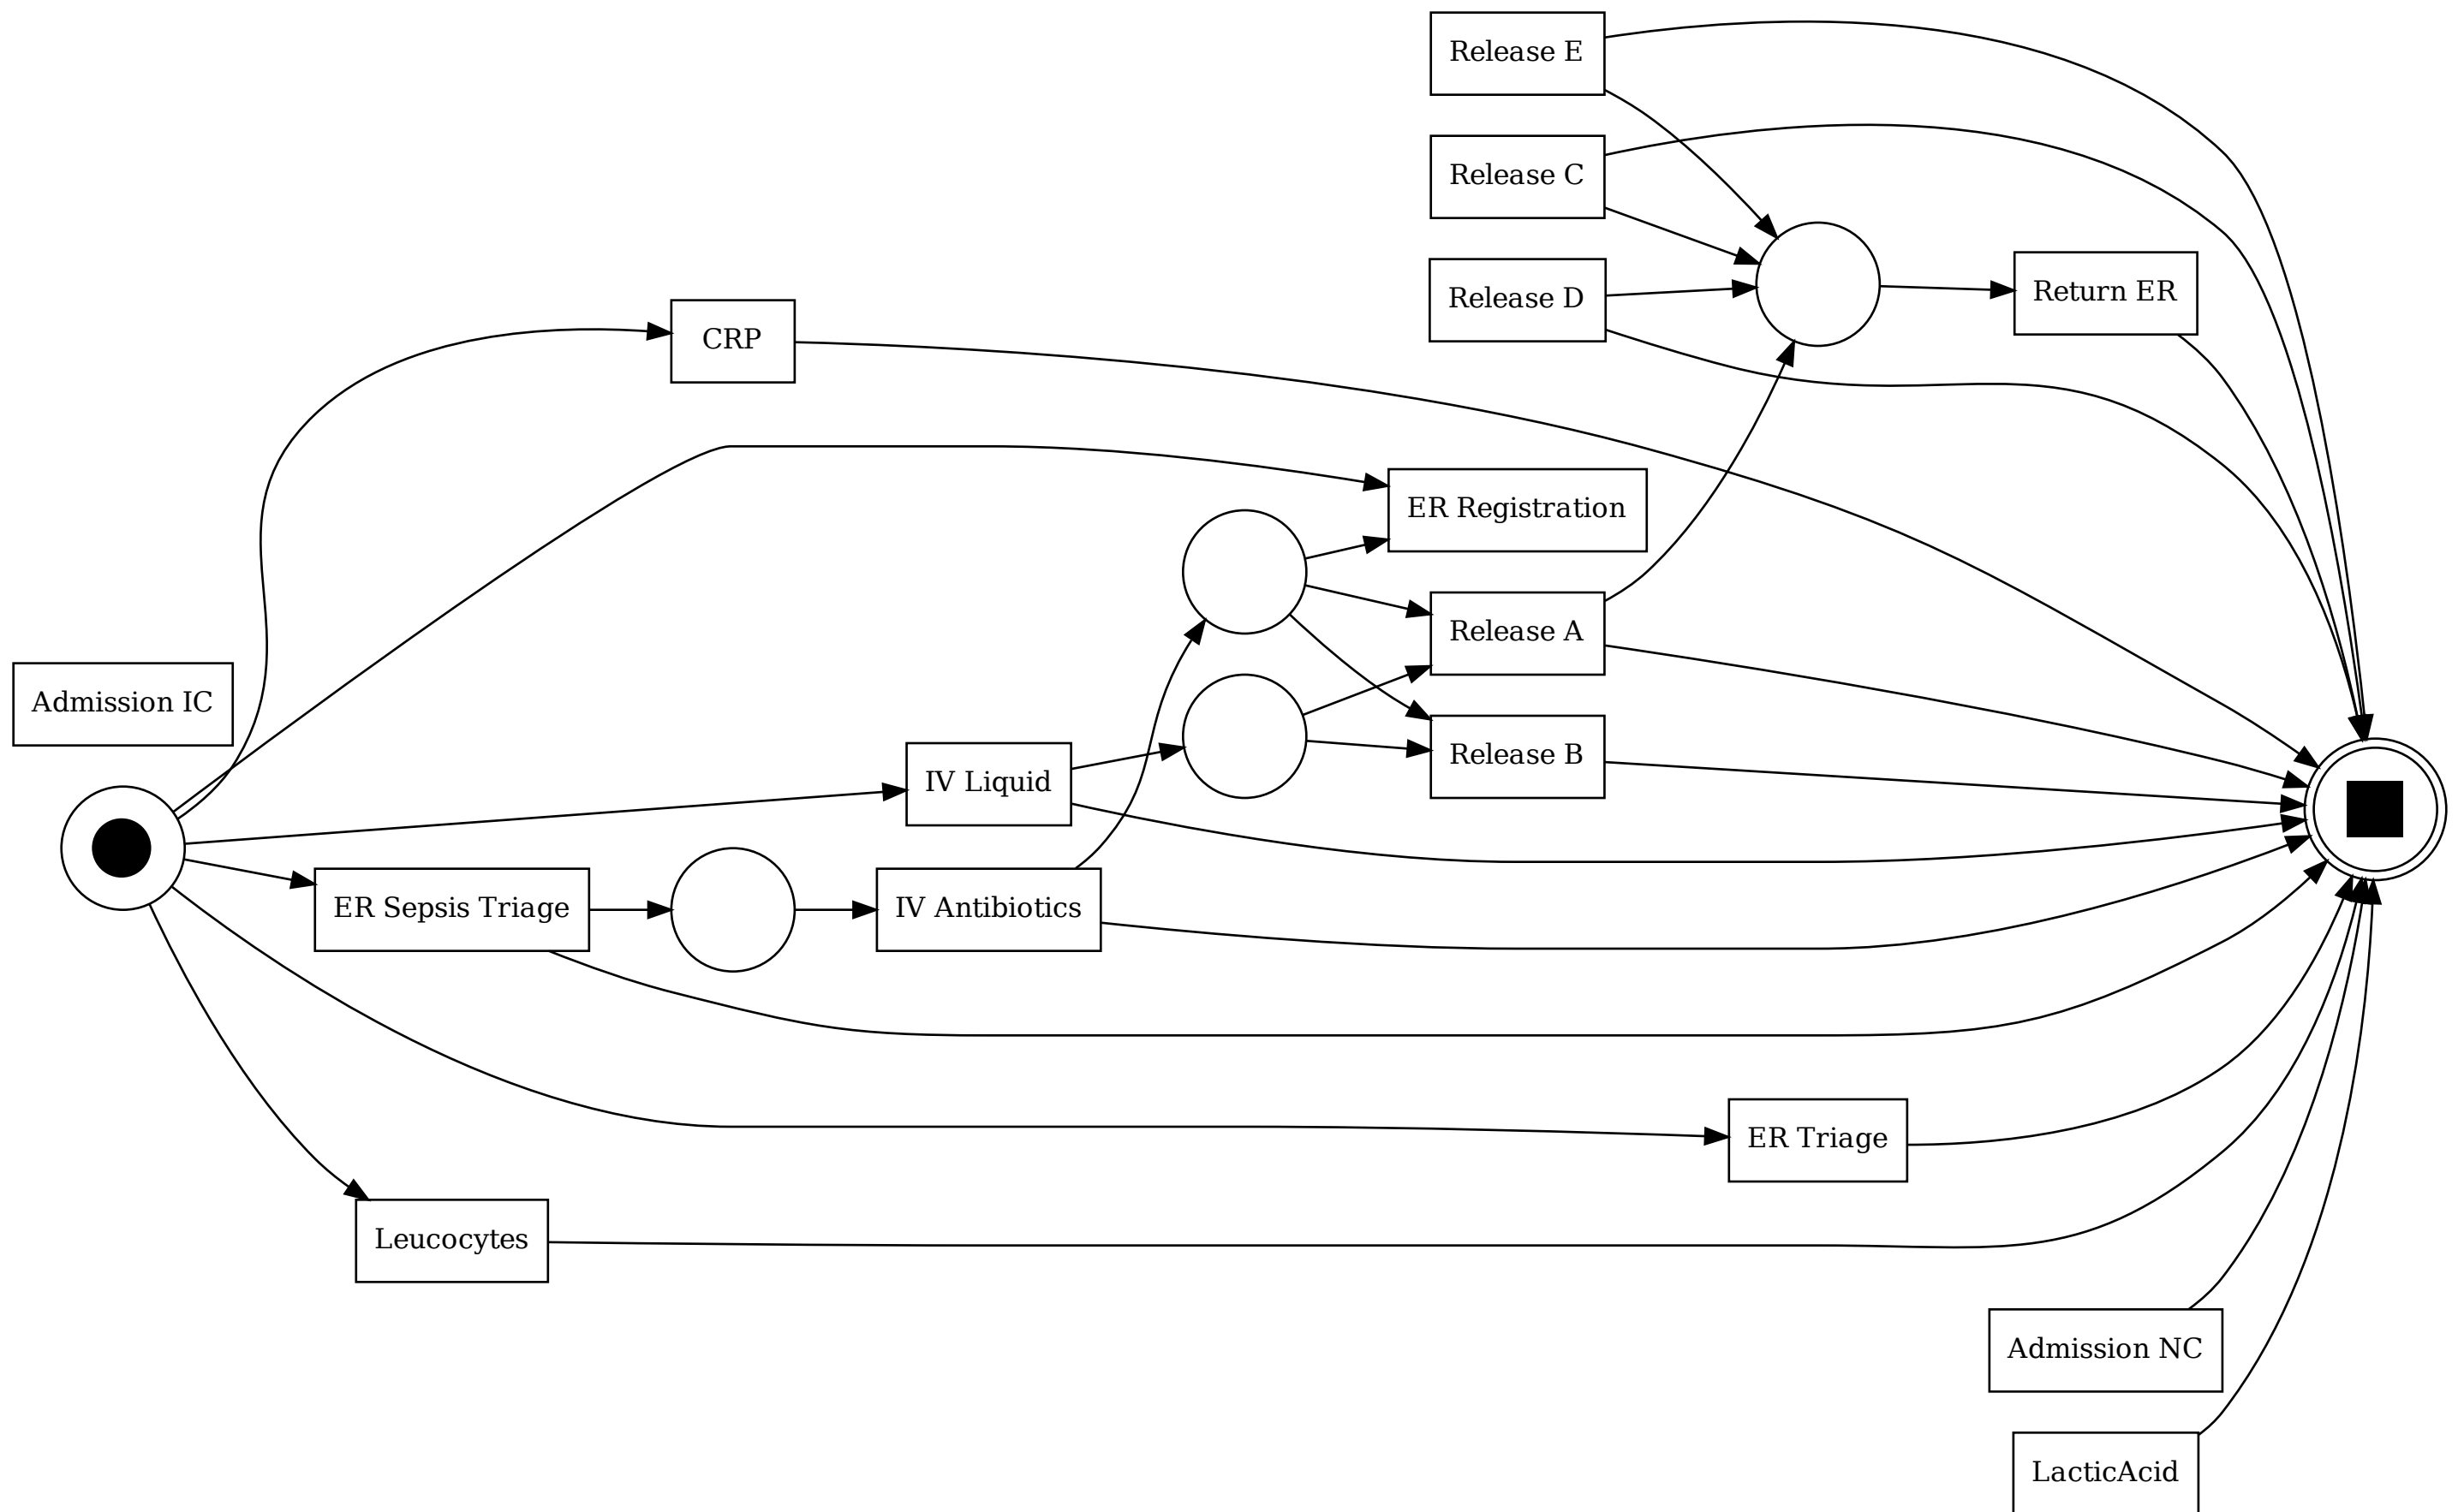 Release E
Release C
Release D
Return ER
CRP
ER Registration
Release A
Admission IC
Release B
IV Liquid
ER Sepsis Triage
IV Antibiotics
ER Triage
Leucocytes
Admission NC
LacticAcid